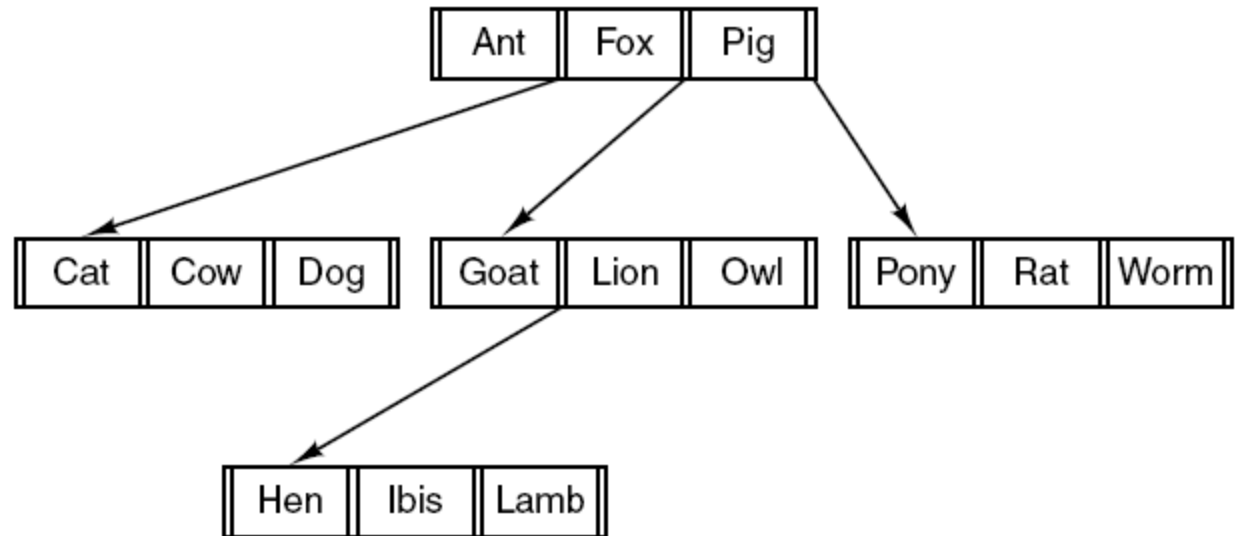 Ant Fox Pig
Cat Cow Dog Goat Lion Owl Pony Rat Worm
Hen Ibis Lamb